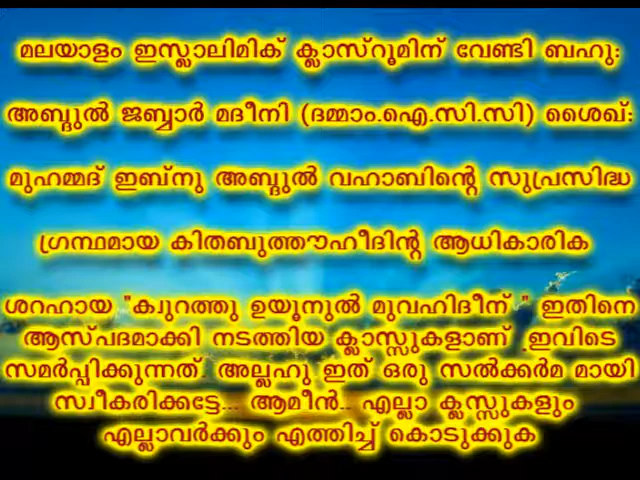 മലയാളം ഇസ്ലാലിമിക് ക്ലാസ്റൂമിന് വേണ്ടി ബഹു:
അബ്ദുൽ ജബ്ബാർ മദീനി (ദമ്മാം.ഐ.സി.സി) ശൈഖ്:
മുഹമ്മദ് ഇബ്നു അബ്ദുൽ വഹാബിന്റെ സുപ്രസിദ്ധ
ഗ്രന്ഥമായ കിതബുത്തൗഹീദിന്റ ആധികാരിക
ശറഹായ "ക്വുറത്തു ഉയൂനുൽ മുവഹിദീന് " ഇതിനെ
ആസ്പദമാക്കി നടത്തിയ ക്ലാസ്സുകളാണ് ഇവിടെ
സമർപ്പിക്കുന്നത് അല്ലഹു ഇത് ഒരു സൽക്കർമ മായി
സ്വീകരിക്കട്ടേ... ആമീൻ.. എല്ലാ ക്ലസ്സുകളും
എല്ലാവർക്കും എത്തിച്ച് കൊടുക്കുക